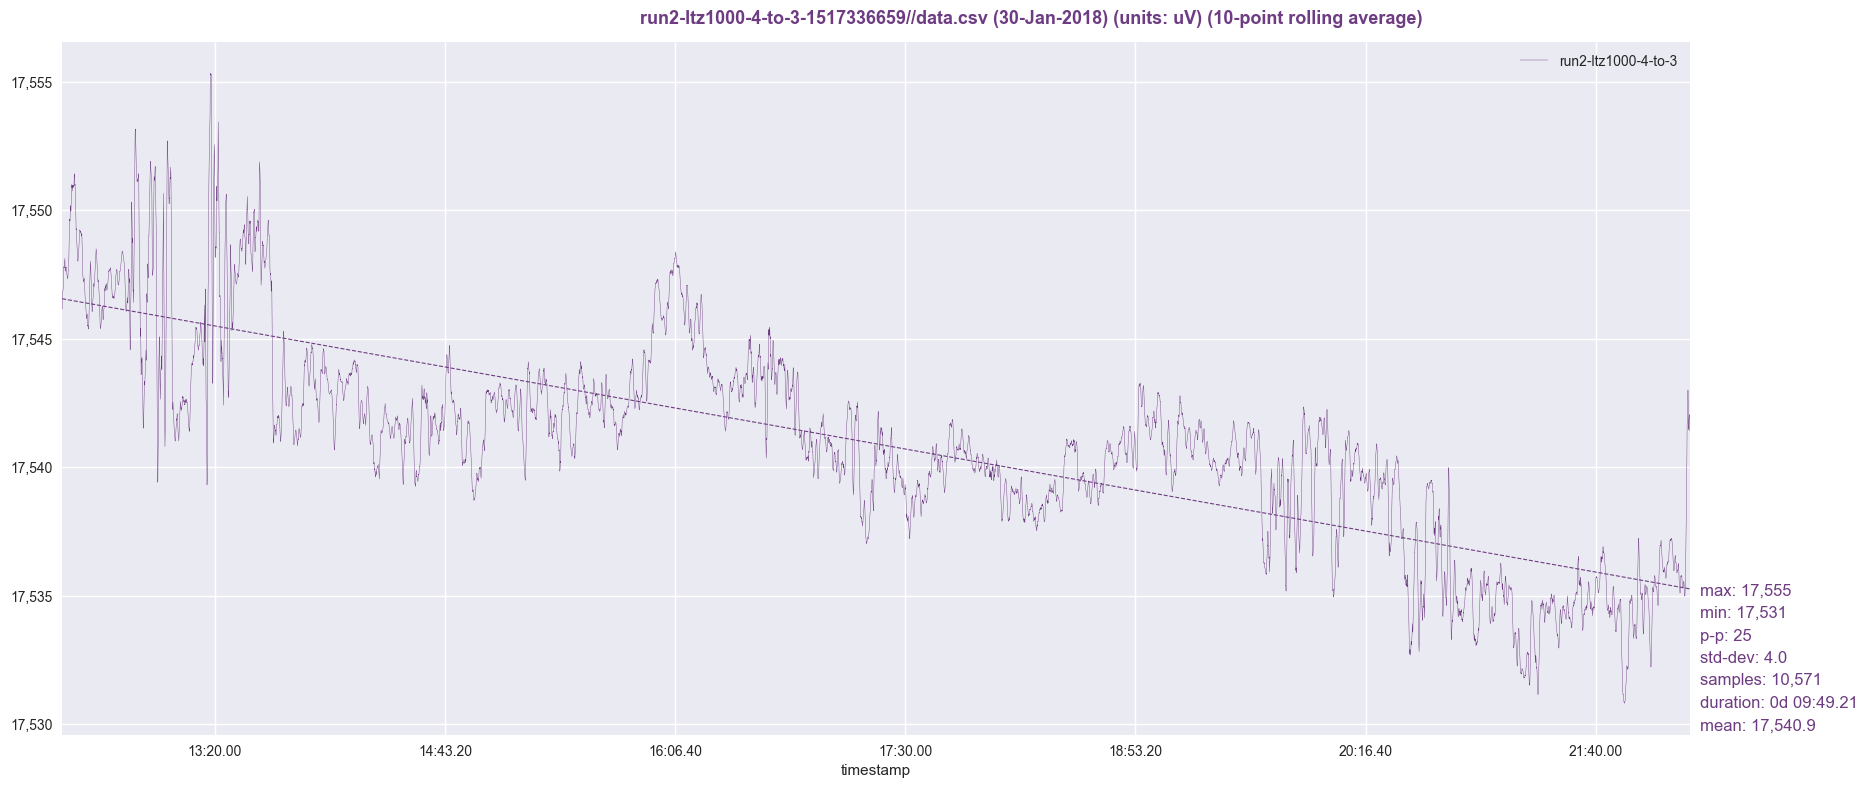 run2-ltz1000-4-to-3-1517336659//data.csv (30-Jan-2018) (units: uV) (10-point rolling average)
run2-ltz1000-4-to-3
17,555
17,550
17,545
17,540
17,535
17,530
max: 17,555
min: 17,531
p-p: 25
std-dev: 4.0
samples: 10,571
duration: 0d 09:49.21
mean: 17,540.9
13:20.00 14:43.20 16:06.40 17:30.00 18:53.20 20:16.40 21:40.00
timestamp